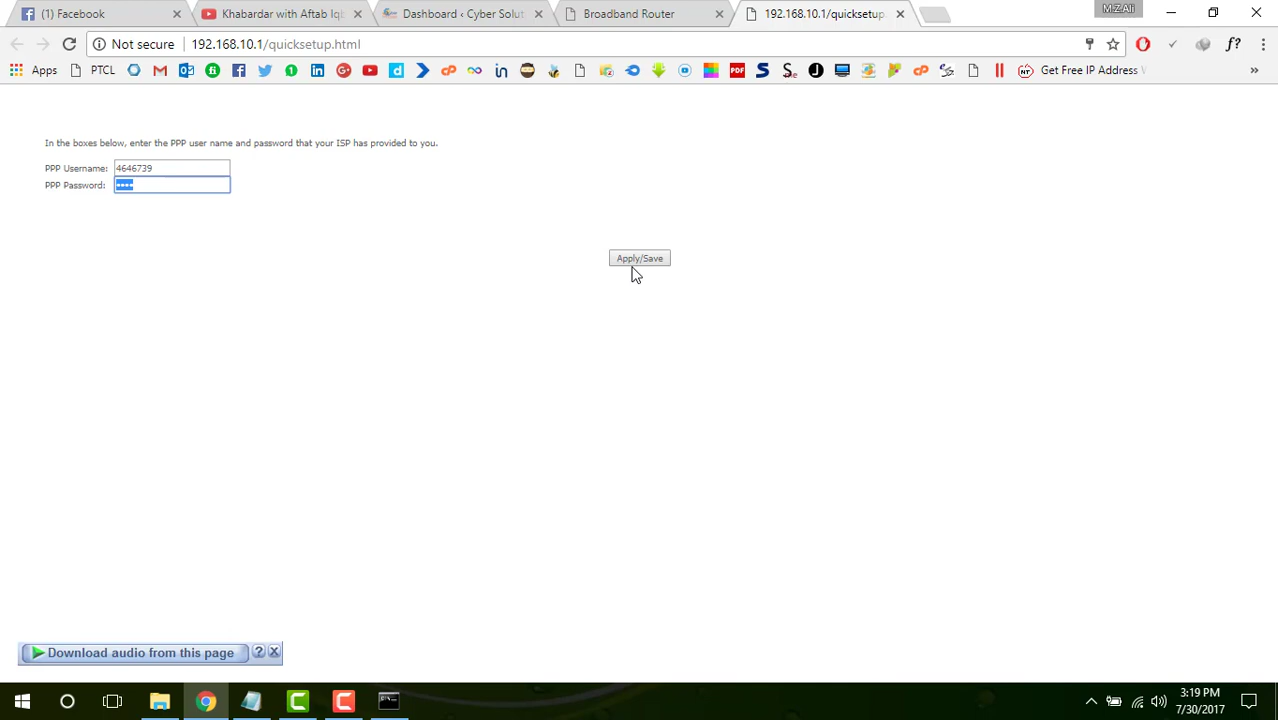 (1) Facebook
Khabardar with Aftab Iqb
Dashboard ‹ Cyber Solut
Broadband Router
192.168.10.1/quicksetup
M.Z.Ali
Not secure
192.168.10.1/quicksetup.html
Apps
PTCL
Get Free IP Address
In the boxes below, enter the PPP user name and password that your ISP has provided to you.
PPP Username: 4646739
PPP Password: ••••
Apply/Save
Download audio from this page
3:19 PM
7/30/2017